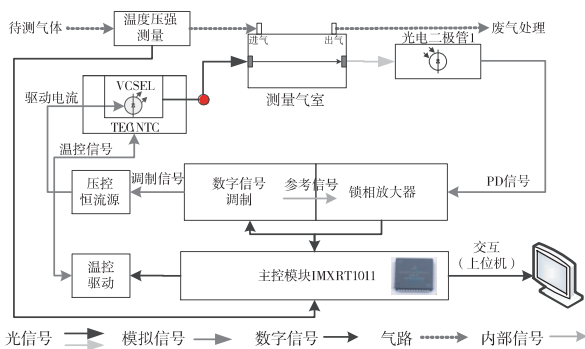 待测气体
温度压强
测量
进气
出气
废气处理
光电二极管1
测量气室
VCSEL
TEC\NTC
驱动电流
温控信号
压控
恒流源
调制信号
数字信号
调制
参考信号
锁相放大器
PD信号
温控
驱动
主控模块IMXRT1011
交互
（上位机）
光信号
模拟信号
数字信号
气路
内部信号